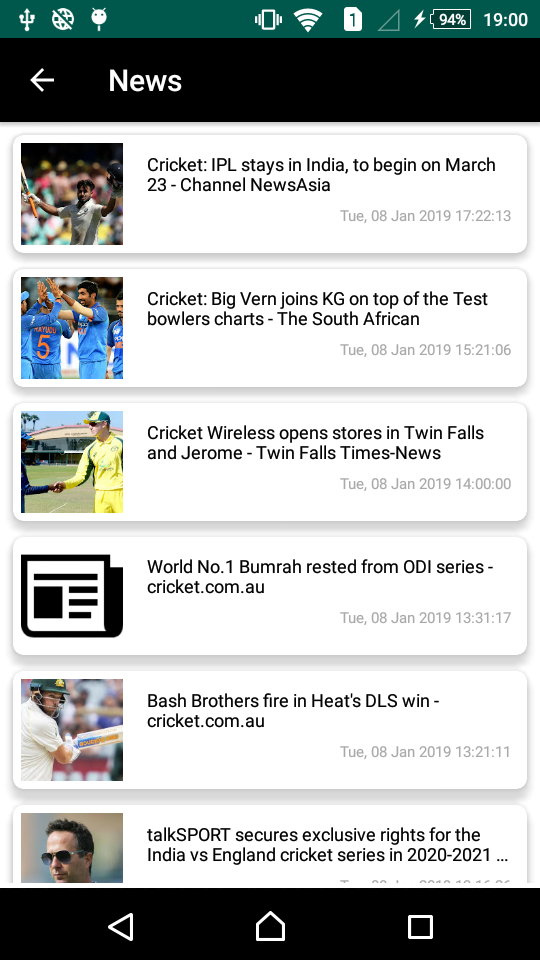 1
94%
19:00
News
Cricket: IPL stays in India, to begin on March
23 - Channel NewsAsia
Tue, 08 Jan 2019 17:22:13
RAYUDU
5
Cricket: Big Vern joins KG on top of the Test
bowlers charts - The South African
Tue, 08 Jan 2019 15:21:06
Cricket Wireless opens stores in Twin Falls
and Jerome - Twin Falls Times-News
Tue, 08 Jan 2019 14:00:00
World No.1 Bumrah rested from ODI series -
cricket.com.au
Tue, 08 Jan 2019 13:31:17
Bash Brothers fire in Heat's DLS win -
cricket.com.au
Tue, 08 Jan 2019 13:21:11
talkSPORT secures exclusive rights for the
India vs England cricket series in 2020-2021 ...